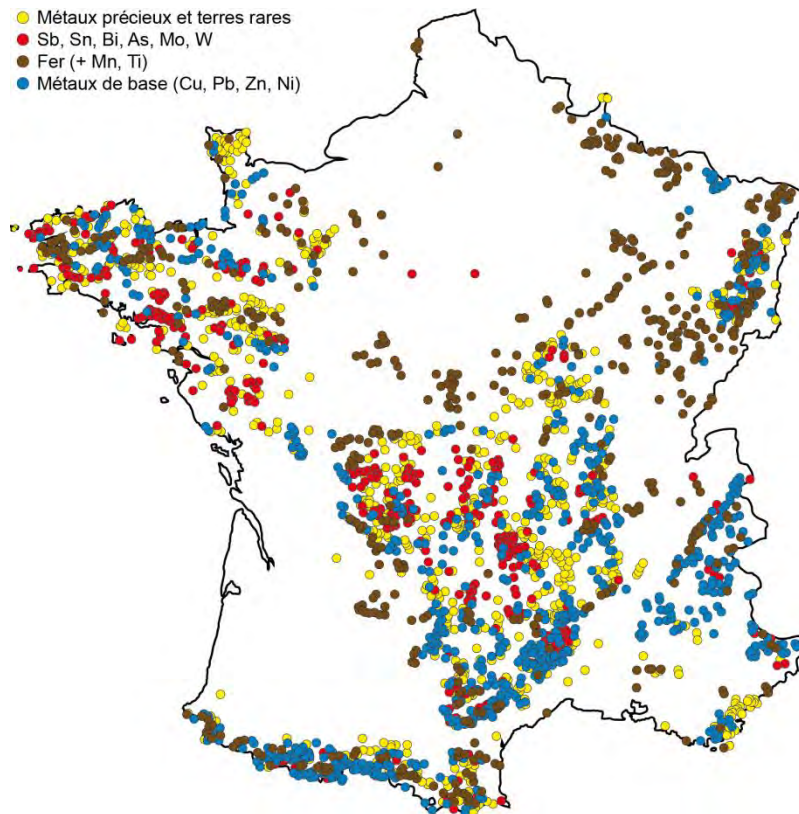 Métaux précieux et terres rares
Sb, Sn, Bi, As, Mo, W
Fer (+ Mn, Ti)
Métaux de base (Cu, Pb, Zn, Ni)